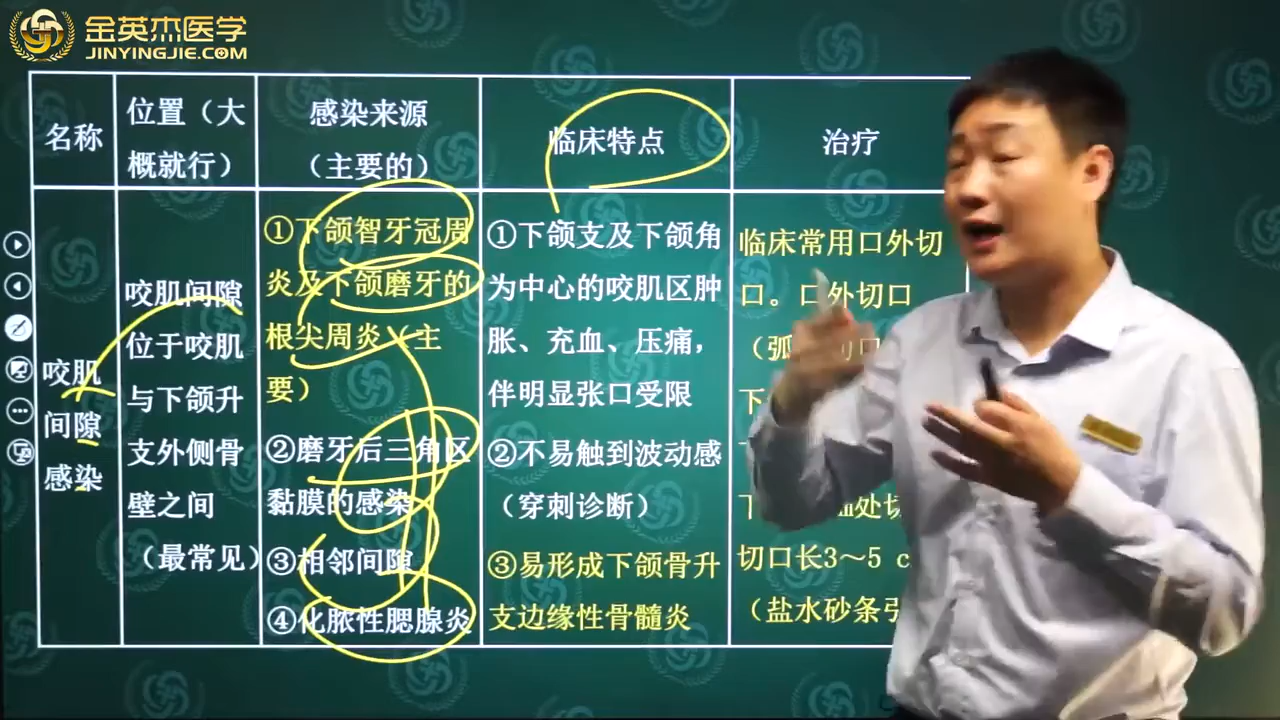 金英杰医学
JINYINGJIE.COM
名称
位置（大
概就行）
感染来源
（主要的）
临床特点
治疗
咬肌
间隙
感染
咬肌间隙
位于咬肌
与下颌升
支外侧骨
壁之间
（最常见）
①下颌智牙冠周
炎及下颌磨牙的
根尖周炎（主
要）
②磨牙后三角区
黏膜的感染
③相邻间隙
④化脓性腮腺炎
①下颌支及下颌角
为中心的咬肌区肿
胀、充血、压痛，
伴明显张口受限
②不易触到波动感
（穿刺诊断）
③易形成下颌骨升
支边缘性骨髓炎
临床常用口外切
口。口外切口
（弧
下
下
处切
切口长3～5 c
（盐水砂条引